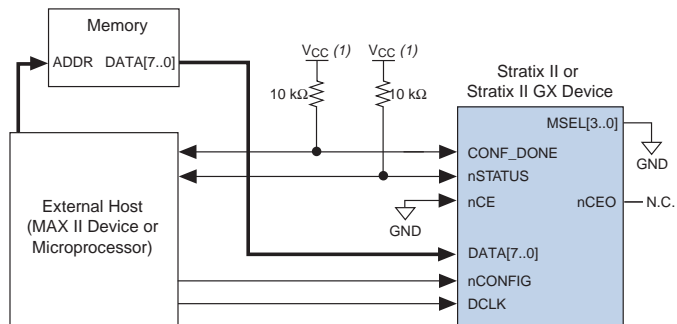 Memory
ADDR DATA[7..0]
VCC (1) VCC (1)
10 kΩ 10 kΩ
Stratix II or
Stratix II GX Device
MSEL[3..0]
GND
CONF_DONE
nSTATUS
nCE
GND
nCEO N.C.
External Host
(MAX II Device or
Microprocessor)
DATA[7..0]
nCONFIG
DCLK